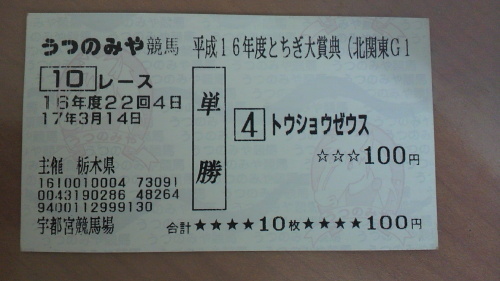 うつのみや競馬 平成16年度とちぎ大賞典(北関東G1
10レース
16年度22回4日
17年3月14日
単勝
4 トウショウゼウス
☆☆☆100円
主催 栃木県
1610010004 73091
0043190286 48264
9400112999130
宇都宮競馬場
合計★★★★10枚★★★★100円